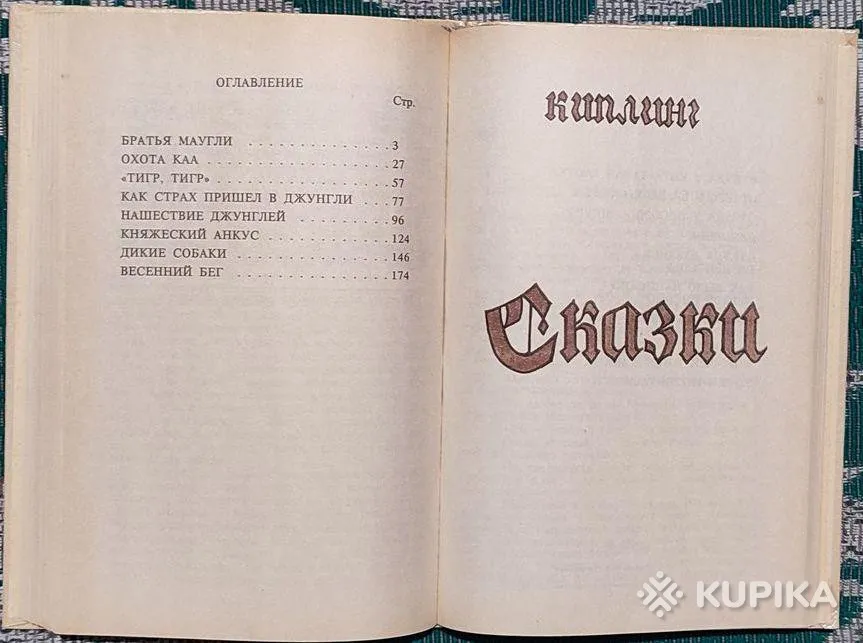 ОГЛАВЛЕНИЕ
Стр.
БРАТЬЯ МАУГЛИ . . . . . . . . . . . . . . 3
ОХОТА КАА . . . . . . . . . . . . . . . . . 27
«ТИГР, ТИГР» . . . . . . . . . . . . . . . . 57
КАК СТРАХ ПРИШЕЛ В ДЖУНГЛИ . . . . 77
НАШЕСТВИЕ ДЖУНГЛЕЙ . . . . . . . . . 96
КНЯЖЕСКИЙ АНКУС . . . . . . . . . . . . 124
ДИКИЕ СОБАКИ . . . . . . . . . . . . . . . 146
ВЕСЕННИЙ БЕГ . . . . . . . . . . . . . . . 174
КИПЛИНГ
Сказки
KUPIKA